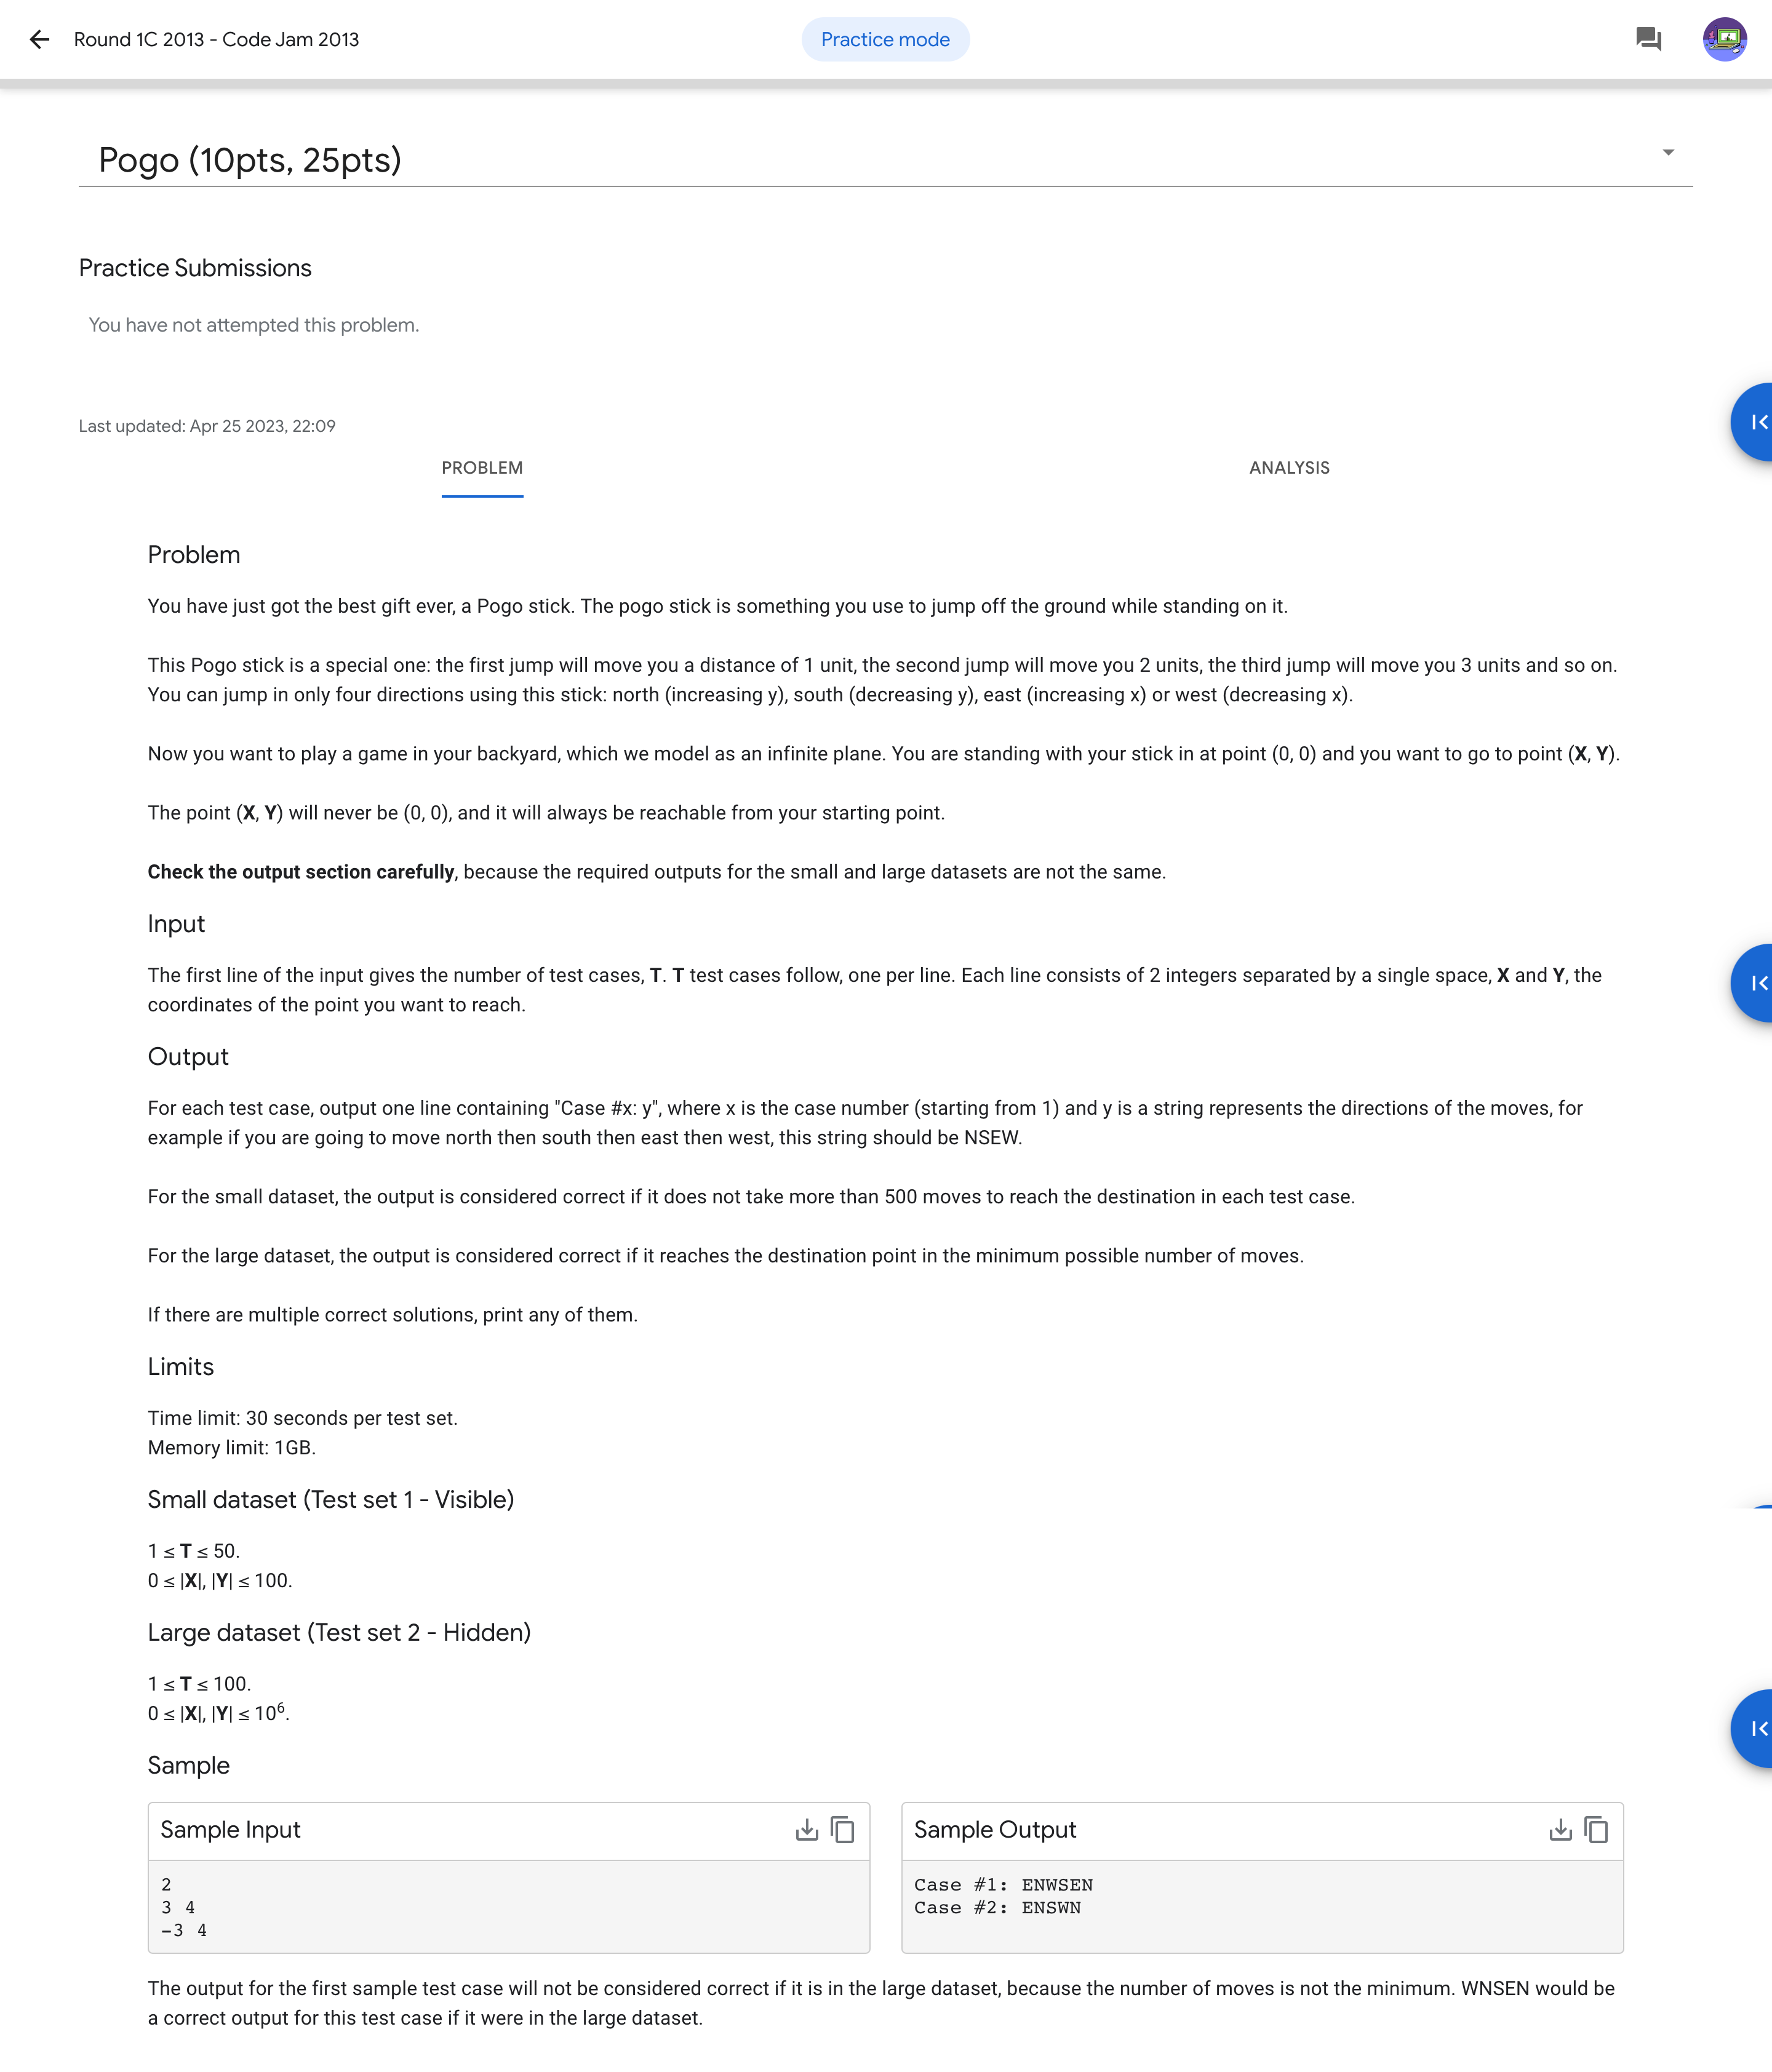 Round 1C 2013 - Code Jam 2013
Practice mode
Pogo (10pts, 25pts)
Practice Submissions
You have not attempted this problem.
Last updated: Apr 25 2023, 22:09
PROBLEM
ANALYSIS
Problem
You have just got the best gift ever, a Pogo stick. The pogo stick is something you use to jump off the ground while standing on it.
This Pogo stick is a special one: the first jump will move you a distance of 1 unit, the second jump will move you 2 units, the third jump will move you 3 units and so on.
You can jump in only four directions using this stick: north (increasing y), south (decreasing y), east (increasing x) or west (decreasing x).
Now you want to play a game in your backyard, which we model as an infinite plane. You are standing with your stick in at point (0, 0) and you want to go to point (X, Y).
The point (X, Y) will never be (0, 0), and it will always be reachable from your starting point.
Check the output section carefully, because the required outputs for the small and large datasets are not the same.
Input
The first line of the input gives the number of test cases, T. T test cases follow, one per line. Each line consists of 2 integers separated by a single space, X and Y, the
coordinates of the point you want to reach.
Output
For each test case, output one line containing "Case #x: y", where x is the case number (starting from 1) and y is a string represents the directions of the moves, for
example if you are going to move north then south then east then west, this string should be NSEW.
For the small dataset, the output is considered correct if it does not take more than 500 moves to reach the destination in each test case.
For the large dataset, the output is considered correct if it reaches the destination point in the minimum possible number of moves.
If there are multiple correct solutions, print any of them.
Limits
Time limit: 30 seconds per test set.
Memory limit: 1GB.
Small dataset (Test set 1 - Visible)
1 ≤ T ≤ 50.
0 ≤ |X|, |Y| ≤ 100.
Large dataset (Test set 2 - Hidden)
1 ≤ T ≤ 100.
0 ≤ |X|, |Y| ≤ 10⁶.
Sample
Sample Input
2
3 4
-3 4
Sample Output
Case #1: ENWSEN
Case #2: ENSWN
The output for the first sample test case will not be considered correct if it is in the large dataset, because the number of moves is not the minimum. WNSEN would be
a correct output for this test case if it were in the large dataset.